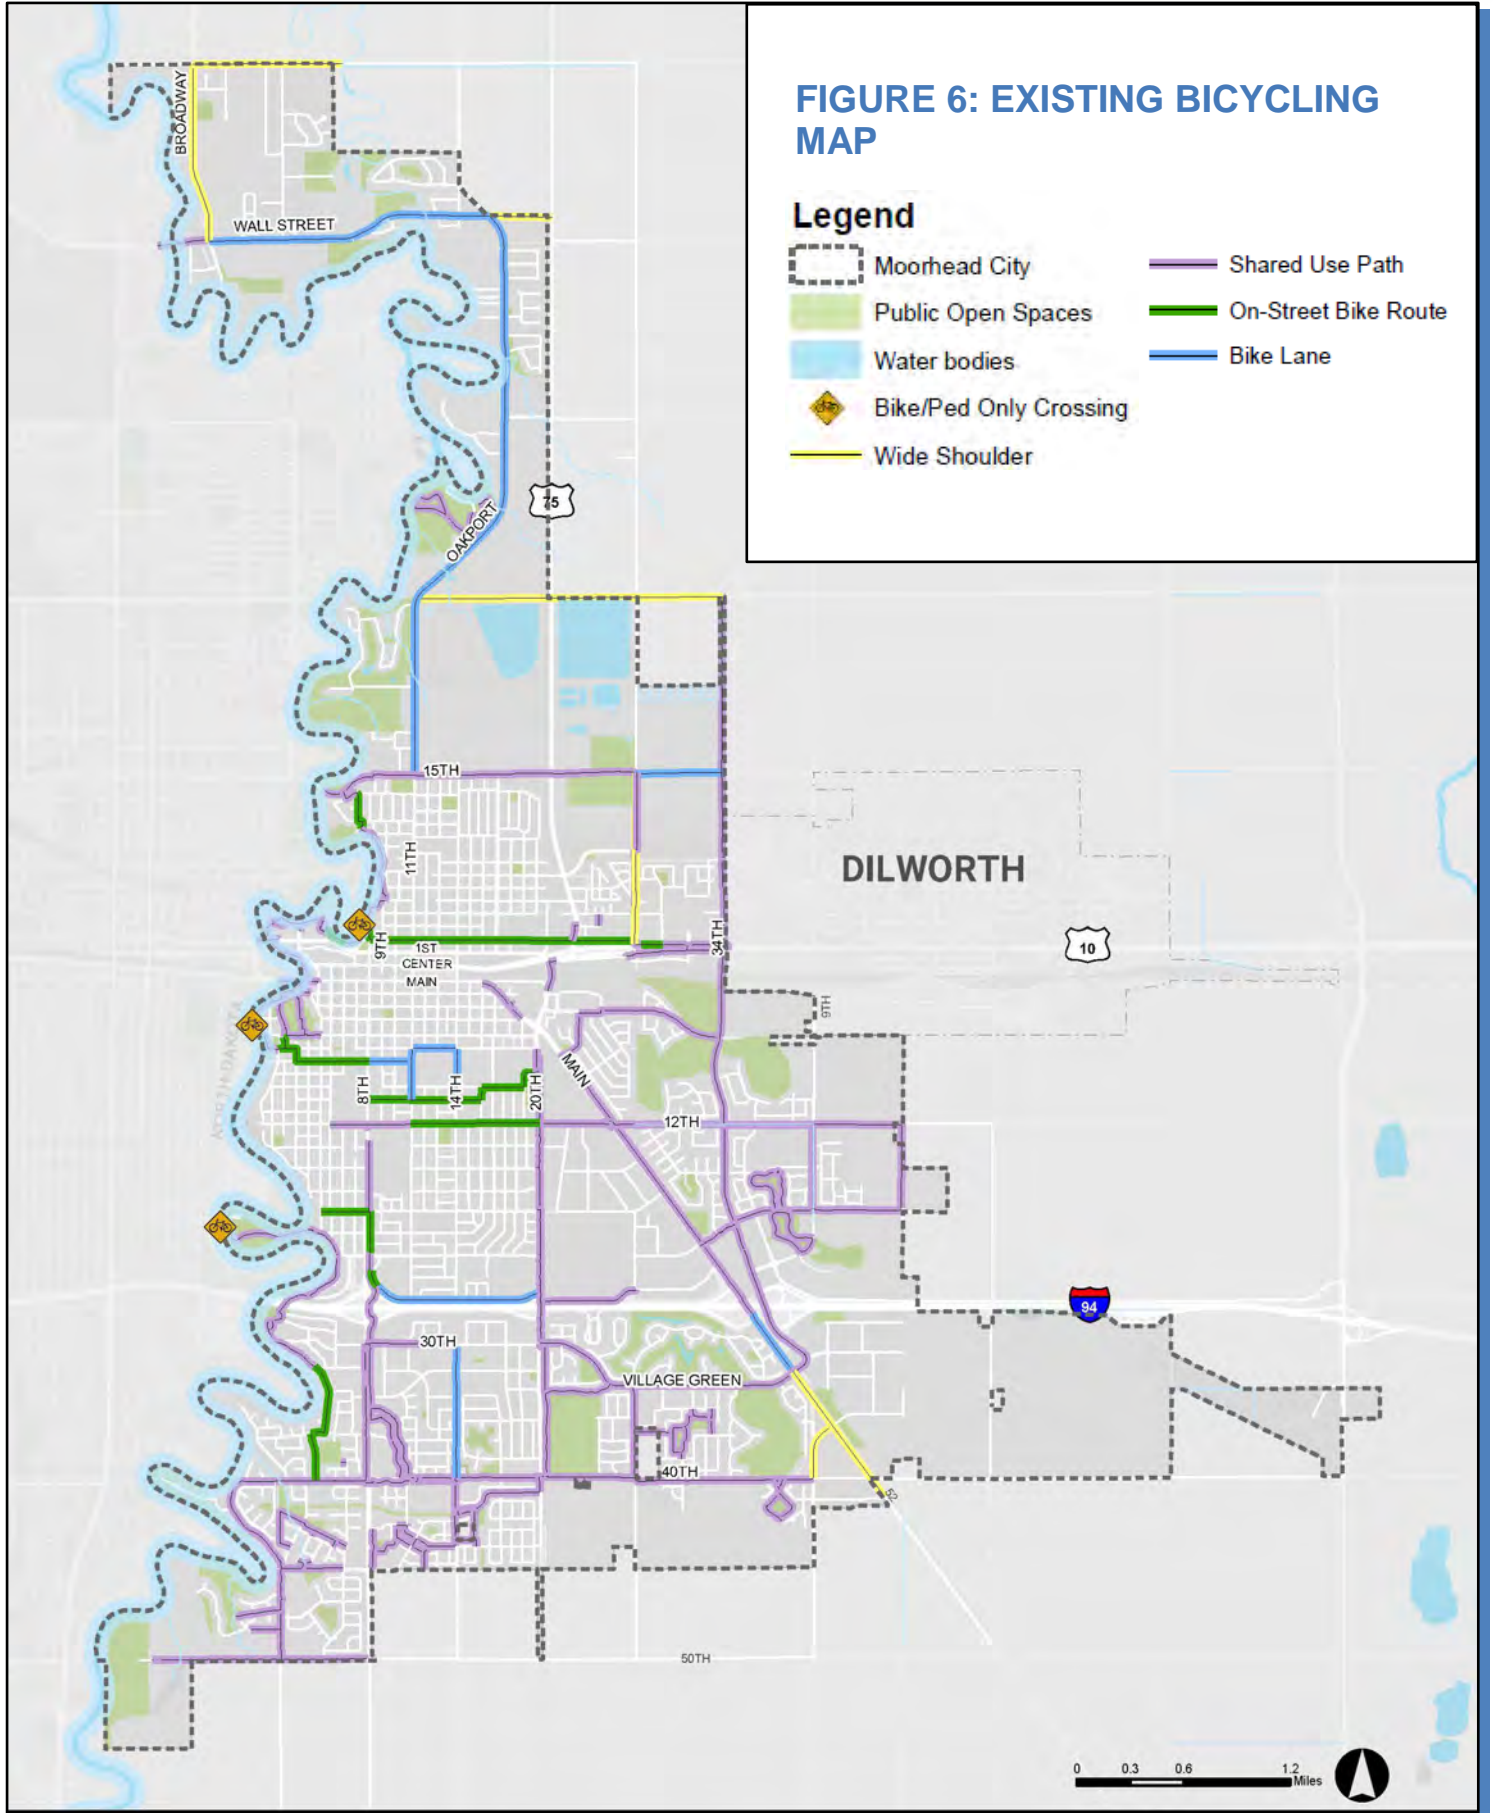 FIGURE 6: EXISTING BICYCLING
MAP
Legend
Moorhead City
Public Open Spaces
Water bodies
Bike/Ped Only Crossing
Wide Shoulder
Shared Use Path
On-Street Bike Route
Bike Lane
BROADWAY
WALL STREET
75
OAKPORT
15TH
11TH
DILWORTH
9TH
1ST
CENTER
MAIN
34TH
10
9TH
NORTH DAKOTA
MAIN
8TH
14TH
20TH
12TH
94
30TH
VILLAGE GREEN
40TH
52
50TH
0 0.3 0.6 1.2
Miles